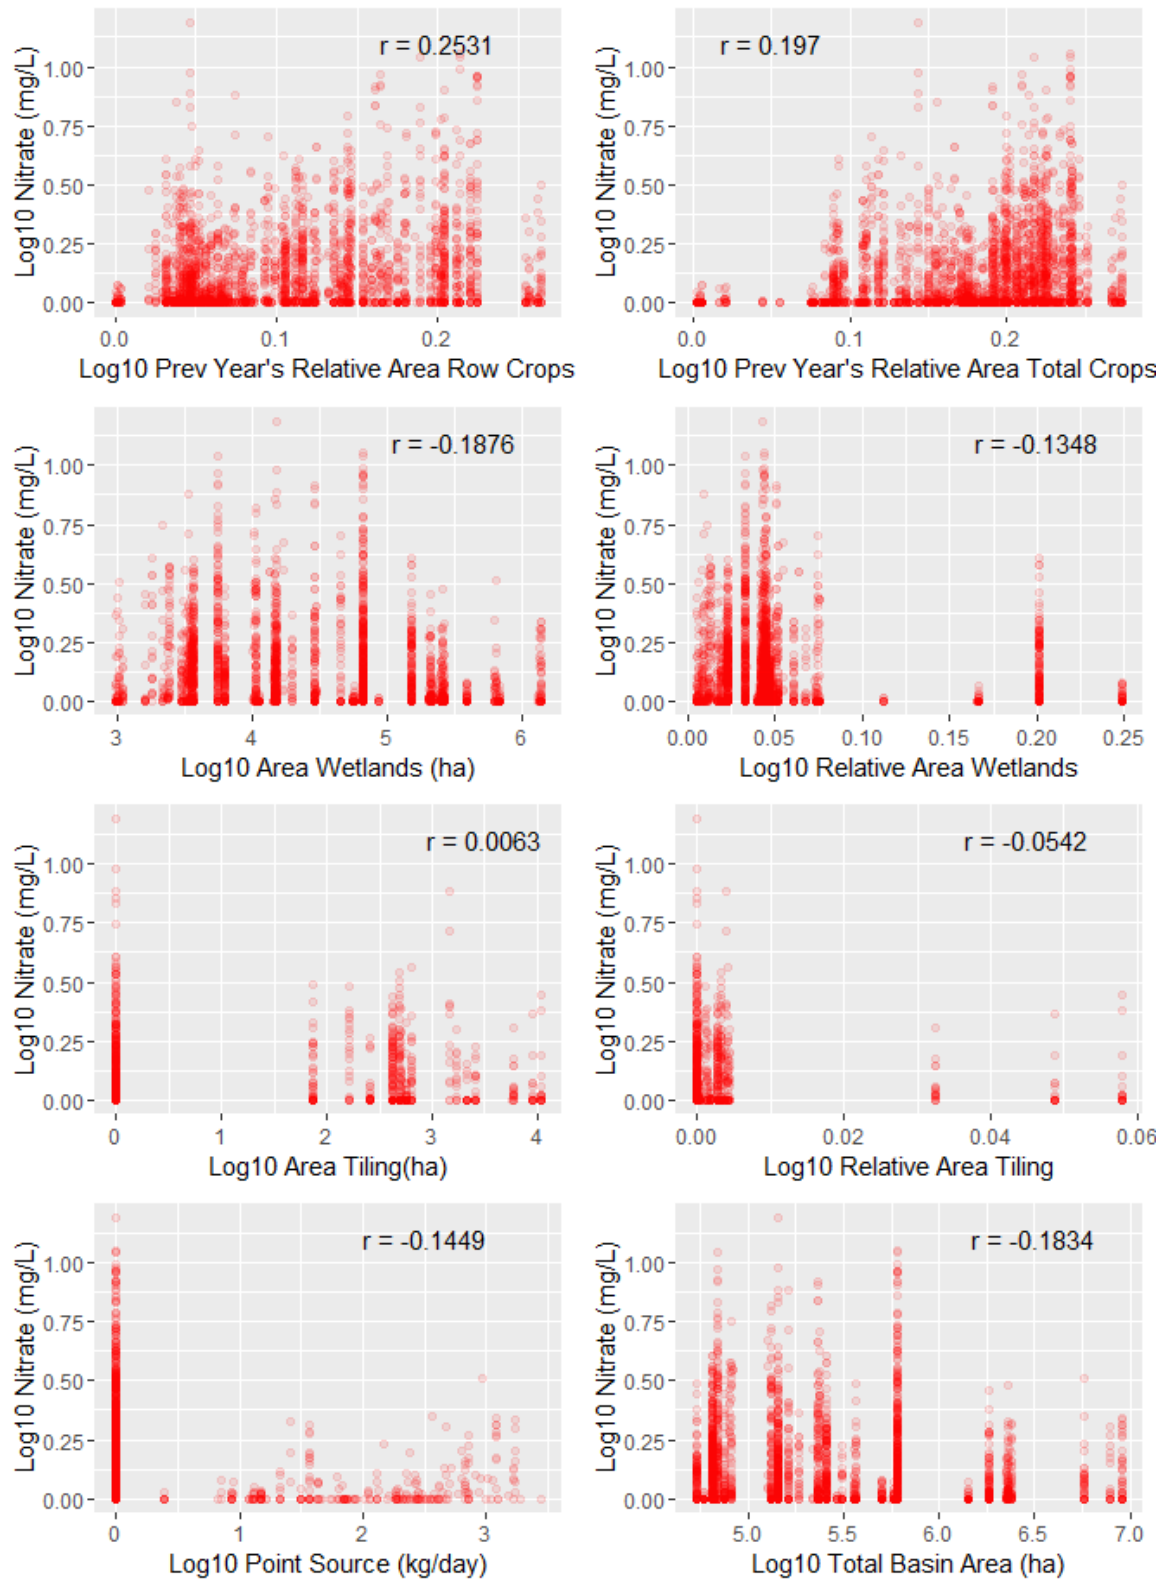 r = 0.2531
1.00
0.75
0.50
0.25
0.00
Log10 Nitrate (mg/L)
0.0 0.1 0.2
Log10 Prev Year's Relative Area Row Crops
r = 0.197
1.00
0.75
0.50
0.25
0.00
Log10 Nitrate (mg/L)
0.0 0.1 0.2
Log10 Prev Year's Relative Area Total Crops
r = -0.1876
1.00
0.75
0.50
0.25
0.00
Log10 Nitrate (mg/L)
3 4 5 6
Log10 Area Wetlands (ha)
r = -0.1348
1.00
0.75
0.50
0.25
0.00
Log10 Nitrate (mg/L)
0.00 0.05 0.10 0.15 0.20 0.25
Log10 Relative Area Wetlands
r = 0.0063
1.00
0.75
0.50
0.25
0.00
Log10 Nitrate (mg/L)
0 1 2 3 4
Log10 Area Tiling(ha)
r = -0.0542
1.00
0.75
0.50
0.25
0.00
Log10 Nitrate (mg/L)
0.00 0.02 0.04 0.06
Log10 Relative Area Tiling
r = -0.1449
1.00
0.75
0.50
0.25
0.00
Log10 Nitrate (mg/L)
0 1 2 3
Log10 Point Source (kg/day)
r = -0.1834
1.00
0.75
0.50
0.25
0.00
Log10 Nitrate (mg/L)
5.0 5.5 6.0 6.5 7.0
Log10 Total Basin Area (ha)